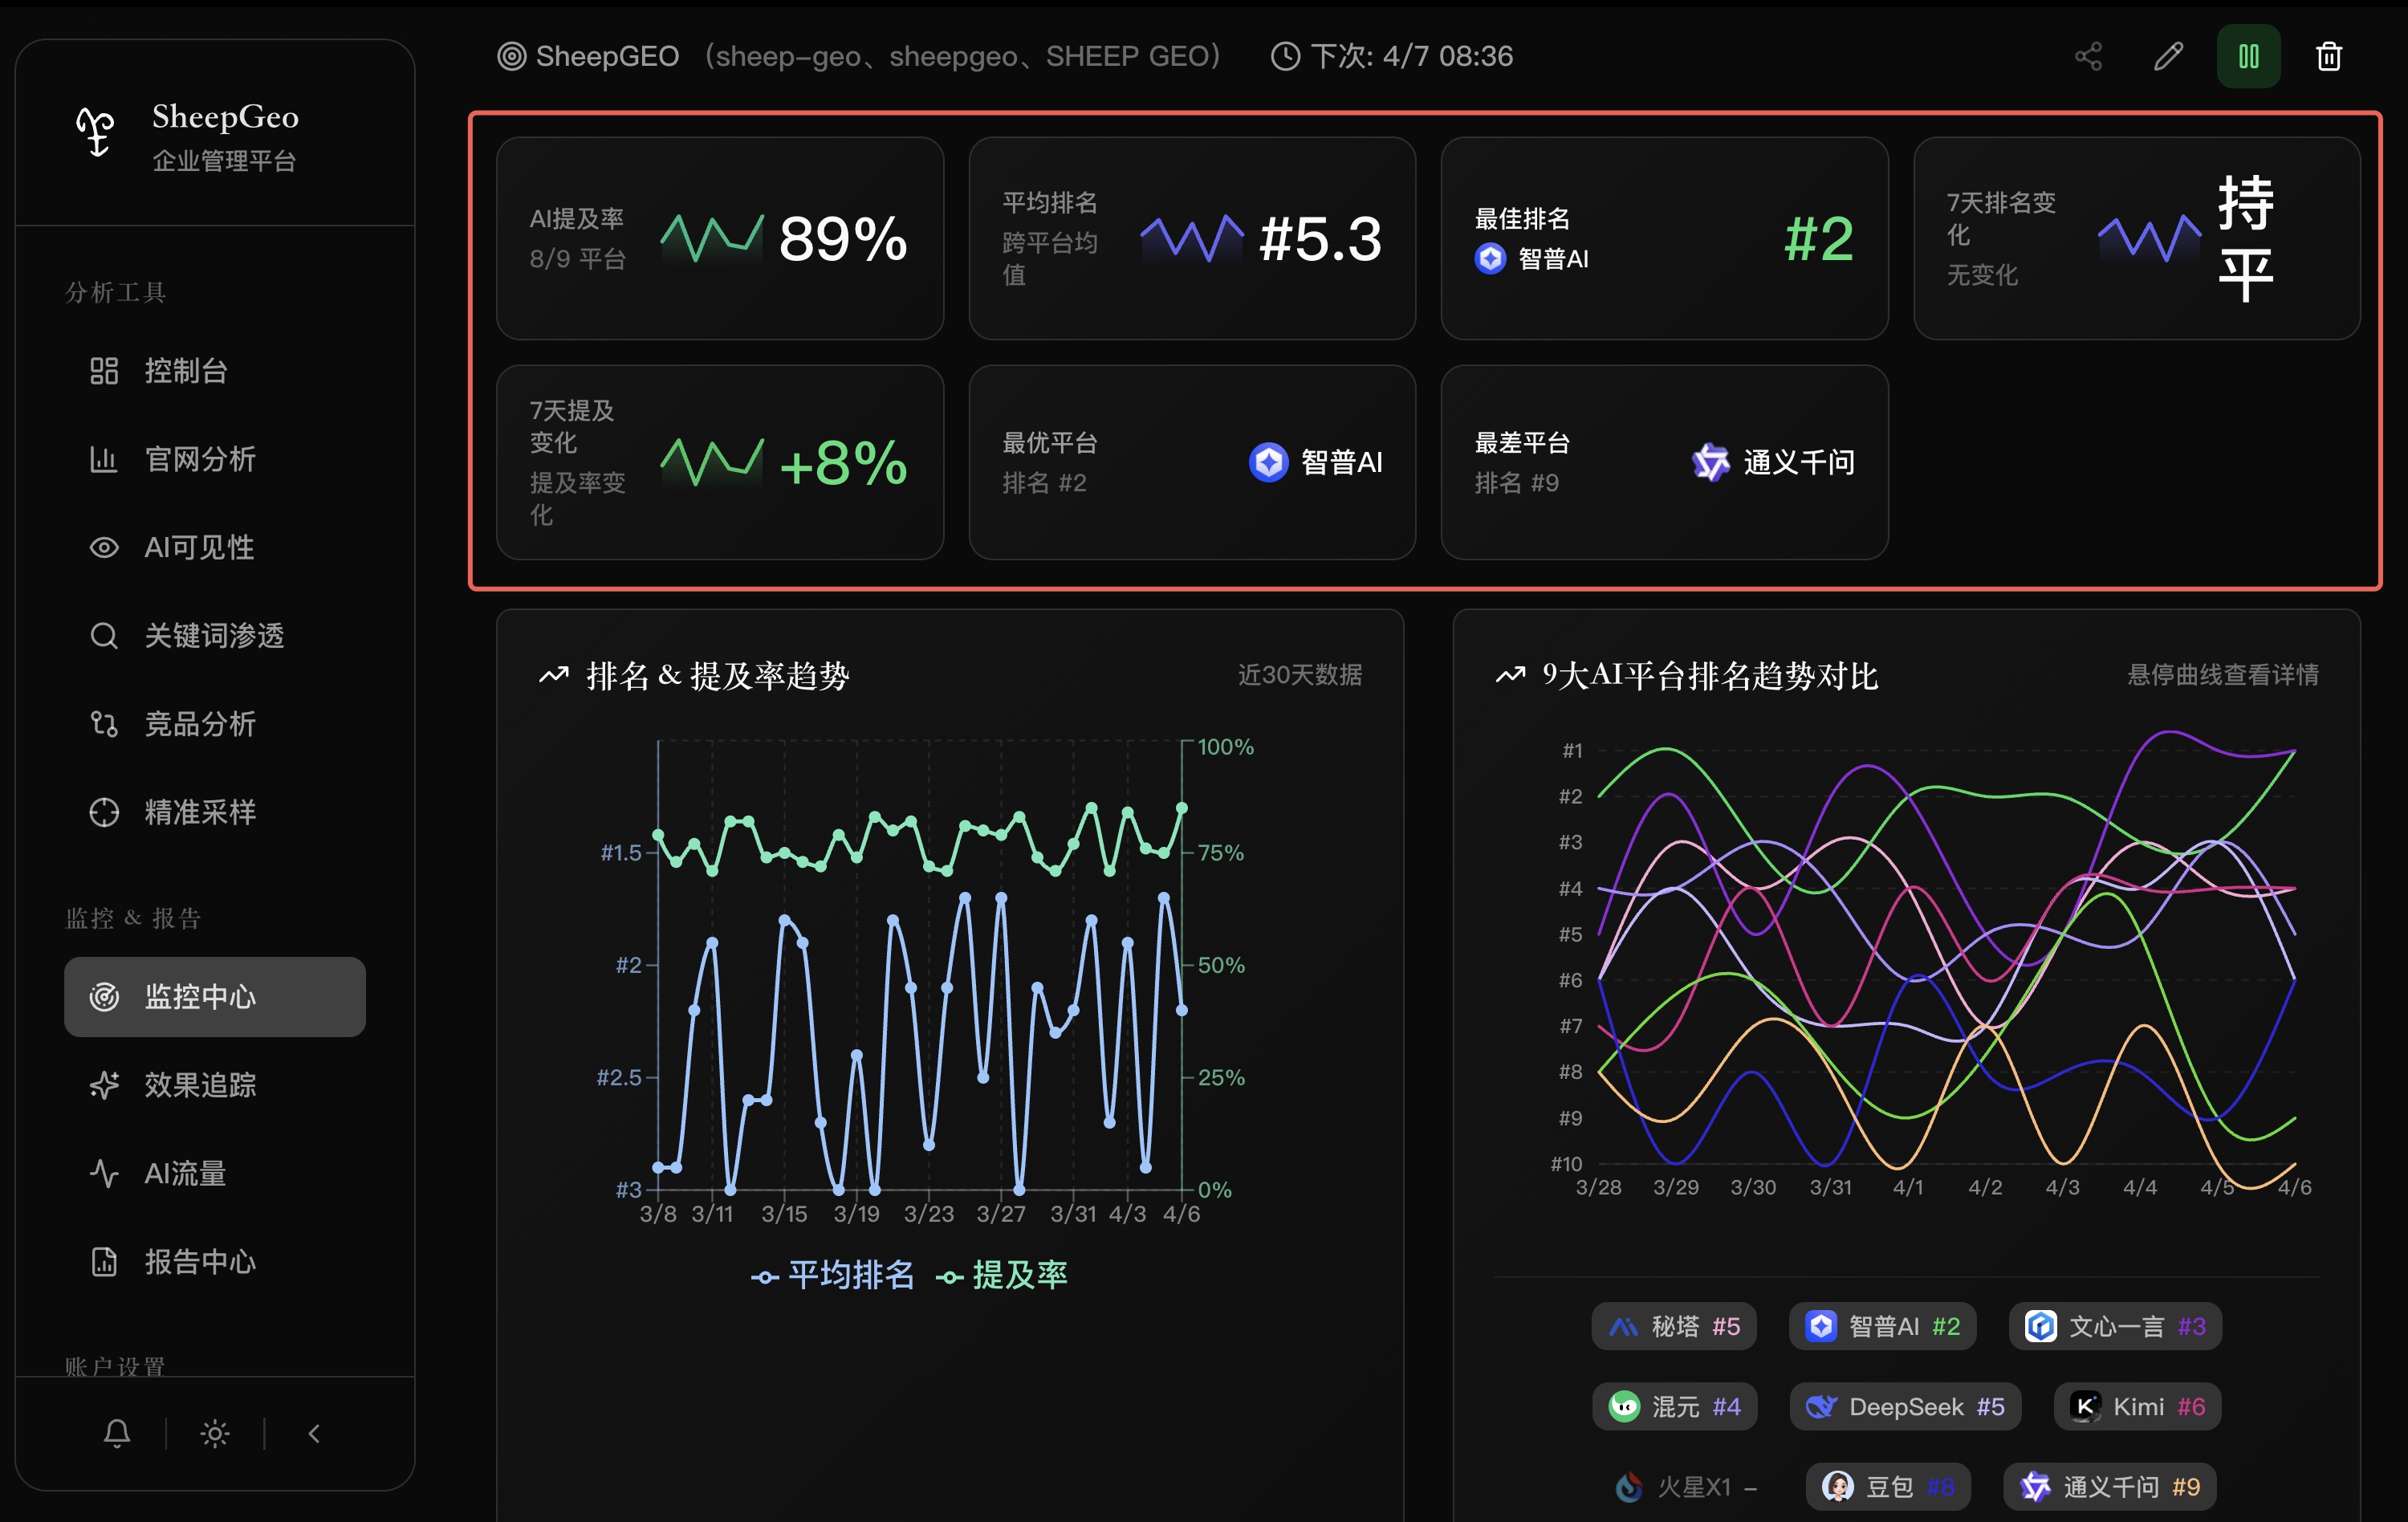 SheepGeo
企业管理平台
分析工具
控制台
官网分析
AI可见性
关键词渗透
竞品分析
精准采样
监控 & 报告
监控中心
效果追踪
AI流量
报告中心
账户设置
SheepGEO （sheep-geo、sheepgeo、SHEEP GEO） 下次: 4/7 08:36
AI提及率
8/9 平台
89%
平均排名
跨平台均
值
#5.3
最佳排名
智普AI
#2
7天排名变
化
无变化
持
平
7天提及
变化
提及率变
化
+8%
最优平台
排名 #2
智普AI
最差平台
排名 #9
通义千问
排名 & 提及率趋势
近30天数据
#1.5
#2
#2.5
#3
100%
75%
50%
25%
0%
3/8 3/11 3/15 3/19 3/23 3/27 3/31 4/3 4/6
平均排名 提及率
9大AI平台排名趋势对比
悬停曲线查看详情
#1
#2
#3
#4
#5
#6
#7
#8
#9
#10
3/28 3/29 3/30 3/31 4/1 4/2 4/3 4/4 4/5 4/6
秘塔 #5 智普AI #2 文心一言 #3
混元 #4 DeepSeek #5 Kimi #6
火星X1 – 豆包 #8 通义千问 #9